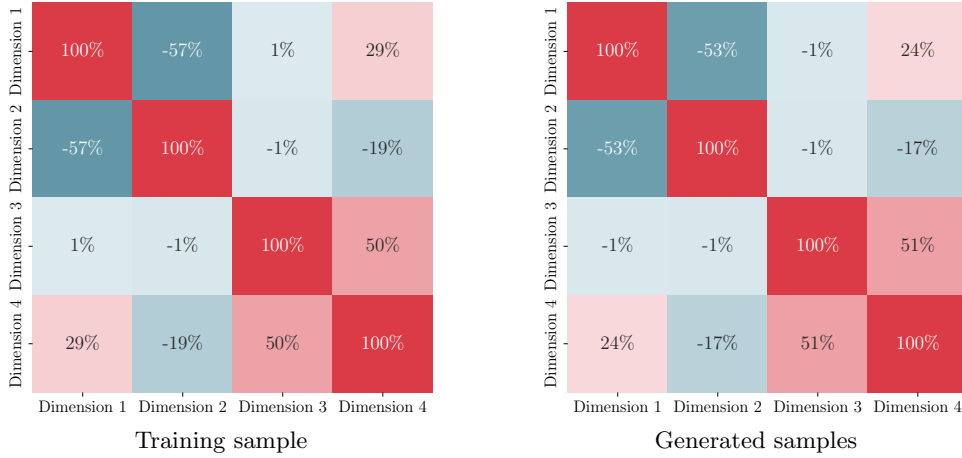 Dimension 1 100% -57% 1% 29%
Dimension 2 -57% 100% -1% -19%
Dimension 3 1% -1% 100% 50%
Dimension 4 29% -19% 50% 100%
Dimension 1 Dimension 2 Dimension 3 Dimension 4
Training sample
Dimension 1 100% -53% -1% 24%
Dimension 2 -53% 100% -1% -17%
Dimension 3 -1% -1% 100% 51%
Dimension 4 24% -17% 51% 100%
Dimension 1 Dimension 2 Dimension 3 Dimension 4
Generated samples